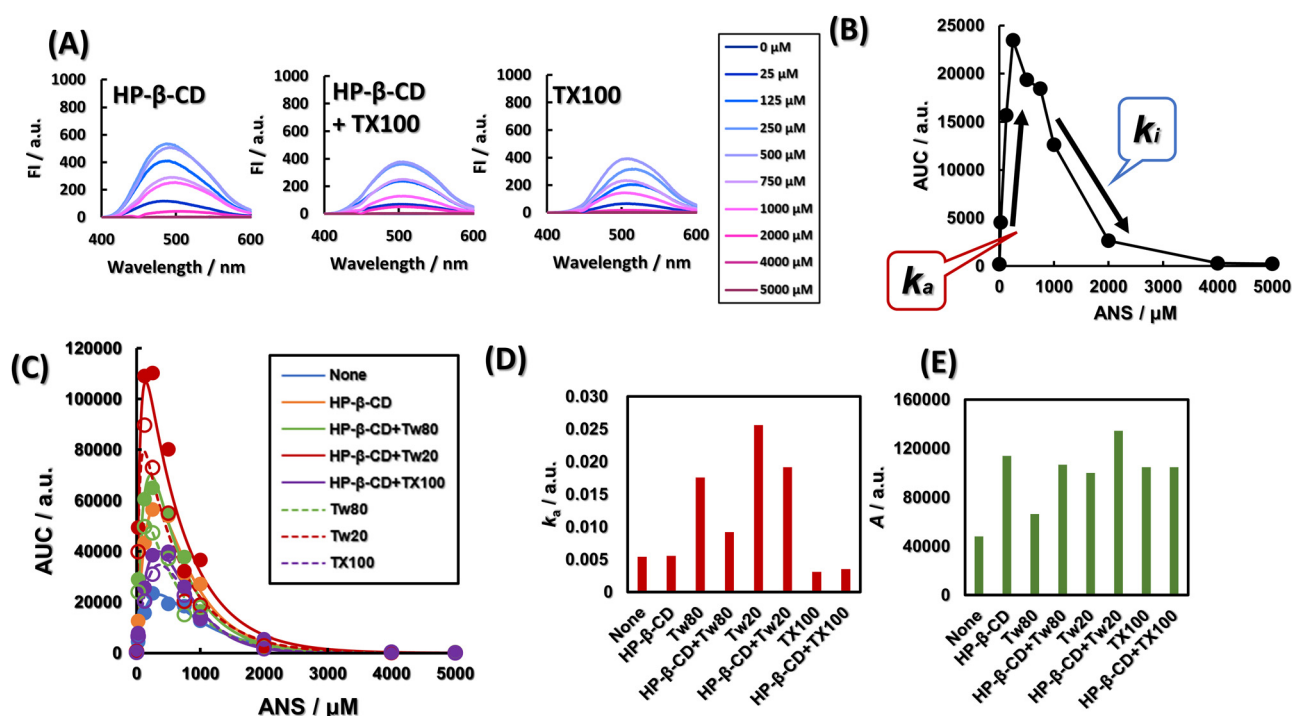 (A)
HP-β-CD
HP-β-CD
+ TX100
TX100
FI / a.u.
1000
800
600
400
200
0
400 500 600
Wavelength / nm
FI / a.u.
1000
800
600
400
200
0
400 500 600
Wavelength / nm
FI / a.u.
1000
800
600
400
200
0
400 500 600
Wavelength / nm
0 µM
25 µM
125 µM
250 µM
500 µM
750 µM
1000 µM
2000 µM
4000 µM
5000 µM
(B)
AUC / a.u.
25000
20000
15000
10000
5000
0
0 1000 2000 3000 4000 5000
ANS / µM
ka
ki
(C)
AUC / a.u.
120000
100000
80000
60000
40000
20000
0
0 1000 2000 3000 4000 5000
ANS / µM
None
HP-β-CD
HP-β-CD+Tw80
HP-β-CD+Tw20
HP-β-CD+TX100
Tw80
Tw20
TX100
(D)
ka / a.u.
0.030
0.025
0.020
0.015
0.010
0.005
0.000
None
HP-β-CD
Tw80
HP-β-CD+Tw80
Tw20
HP-β-CD+Tw20
TX100
HP-β-CD+TX100
(E)
A / a.u.
160000
120000
80000
40000
0
None
HP-β-CD
Tw80
HP-β-CD+Tw80
Tw20
HP-β-CD+Tw20
TX100
HP-β-CD+TX100